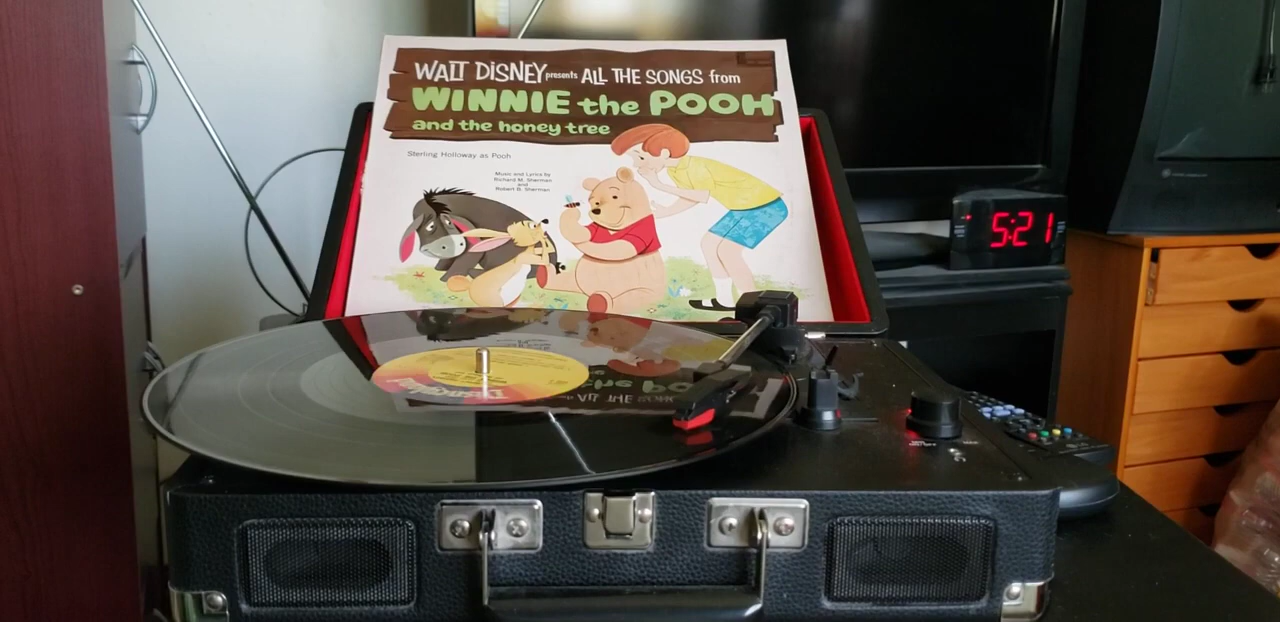 WALT DISNEY presents ALL THE SONGS from
WINNIE the POOH
and the honey tree
Sterling Holloway as Pooh
Music and Lyrics by
Richard M. Sherman
and
Robert B. Sherman
5:21
Disneyland